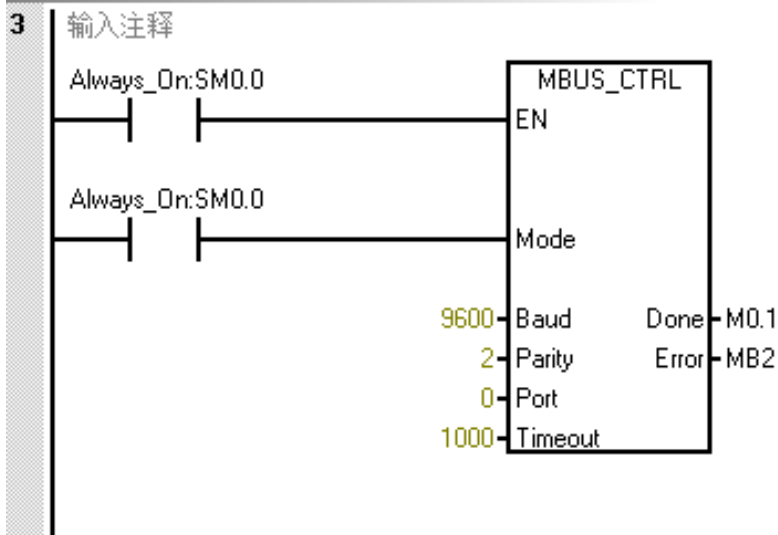 3 输入注释
Always_On:SM0.0 MBUS_CTRL
EN
Always_On:SM0.0
Mode
9600 Baud Done M0.1
2 Parity Error MB2
0 Port
1000 Timeout